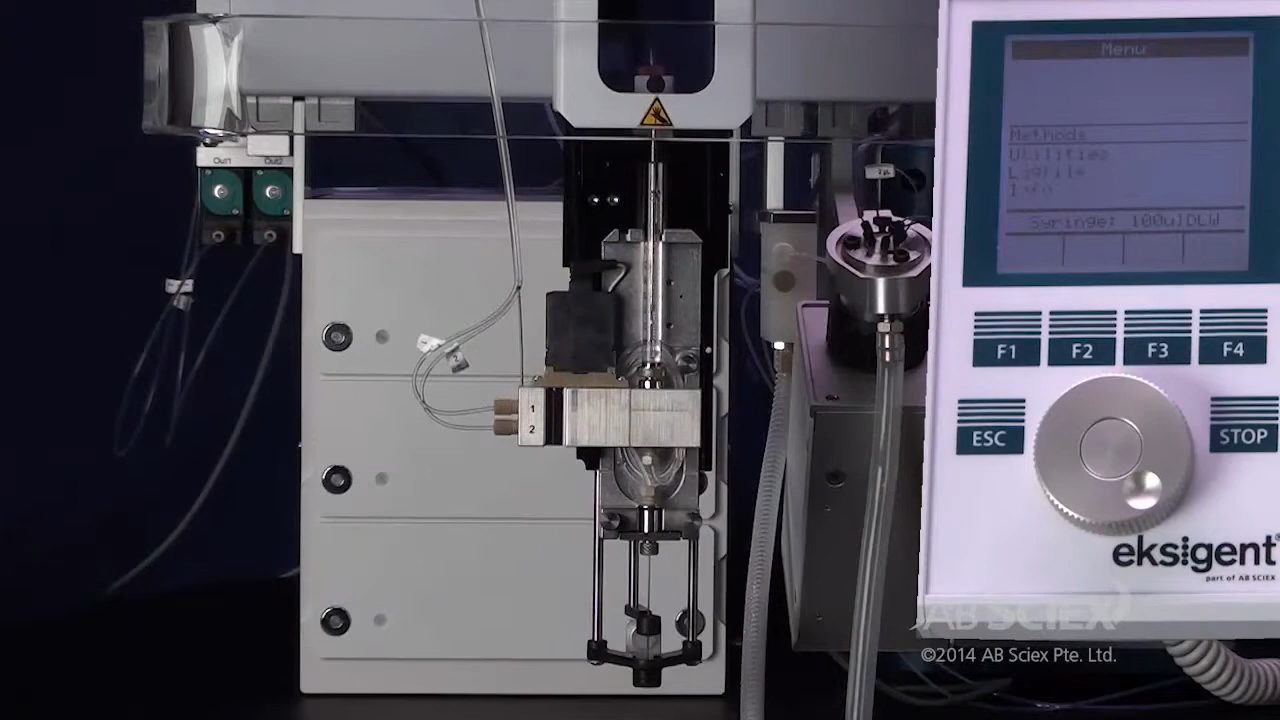 Out1 Out2
Menu
Methods
Utilities
Info
Syringe: 100ulDLW
F1 F2 F3 F4
ESC
STOP
1
2
eksigent
part of AB SCIEX
AB SCIEX
©2014 AB Sciex Pte. Ltd.